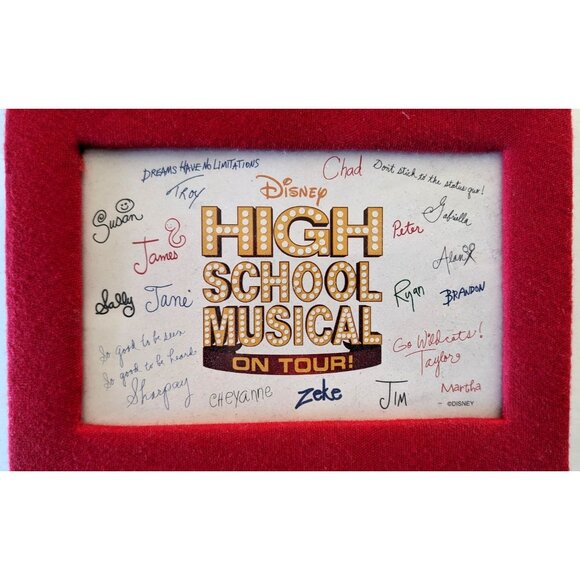 DREAMS HAVE NO LIMITATIONS
TROY
Chad
Don't stick to the status quo!
Gabriella
Susan
DISNEY
HIGH
SCHOOL
MUSICAL
ON TOUR!
Peter
James
Alan
Sally
Jane
Ryan
BRANDON
So good to be seen
So good to be heard
Sharpay
Go Wildcats!
Taylor
CHEYANNE
Zeke
JIM
Martha
©DISNEY